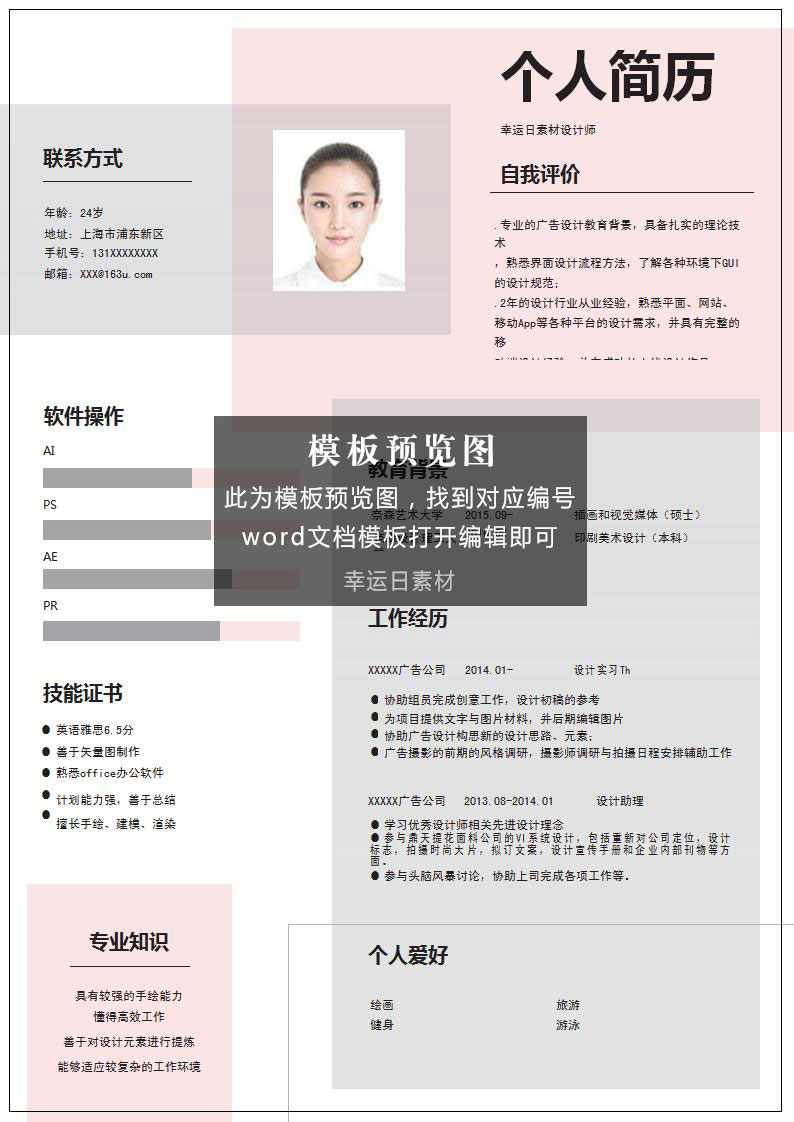 个人简历
幸运日素材设计师
联系方式
年龄：24岁
地址：上海市浦东新区
手机号：131XXXXXXXX
邮箱：XXX@163u.com
自我评价
.专业的广告设计教育背景，具备扎实的理论技
术
，熟悉界面设计流程方法，了解各种环境下GUI
的设计规范;
.2年的设计行业从业经验，熟悉平面、网站、
移动App等各种平台的设计需求，并具有完整的
移
软件操作
AI
PS
AE
PR
模板预览图
此为模板预览图，找到对应编号
word文档模板打开编辑即可
幸运日素材
教育背景
奈森艺术大学 2015.09- 插画和视觉媒体（硕士）
印刷美术设计（本科）
工作经历
XXXXX广告公司 2014.01- 设计实习Th
● 协助组员完成创意工作，设计初稿的参考
● 为项目提供文字与图片材料，并后期编辑图片
● 协助广告设计构思新的设计思路、元素；
● 广告摄影的前期的风格调研，摄影师调研与拍摄日程安排辅助工作
XXXXX广告公司 2013.08-2014.01 设计助理
● 学习优秀设计师相关先进设计理念
● 参与鼎天提花面料公司的VI系统设计，包括重新对公司定位，设计
标志，拍摄时尚大片，拟订文案，设计宣传手册和企业内部刊物等方
面。
● 参与头脑风暴讨论，协助上司完成各项工作等。
技能证书
● 英语雅思6.5分
● 善于矢量图制作
● 熟悉office办公软件
● 计划能力强，善于总结
● 擅长手绘、建模、渲染
专业知识
具有较强的手绘能力
懂得高效工作
善于对设计元素进行提炼
能够适应较复杂的工作环境
个人爱好
绘画 旅游
健身 游泳